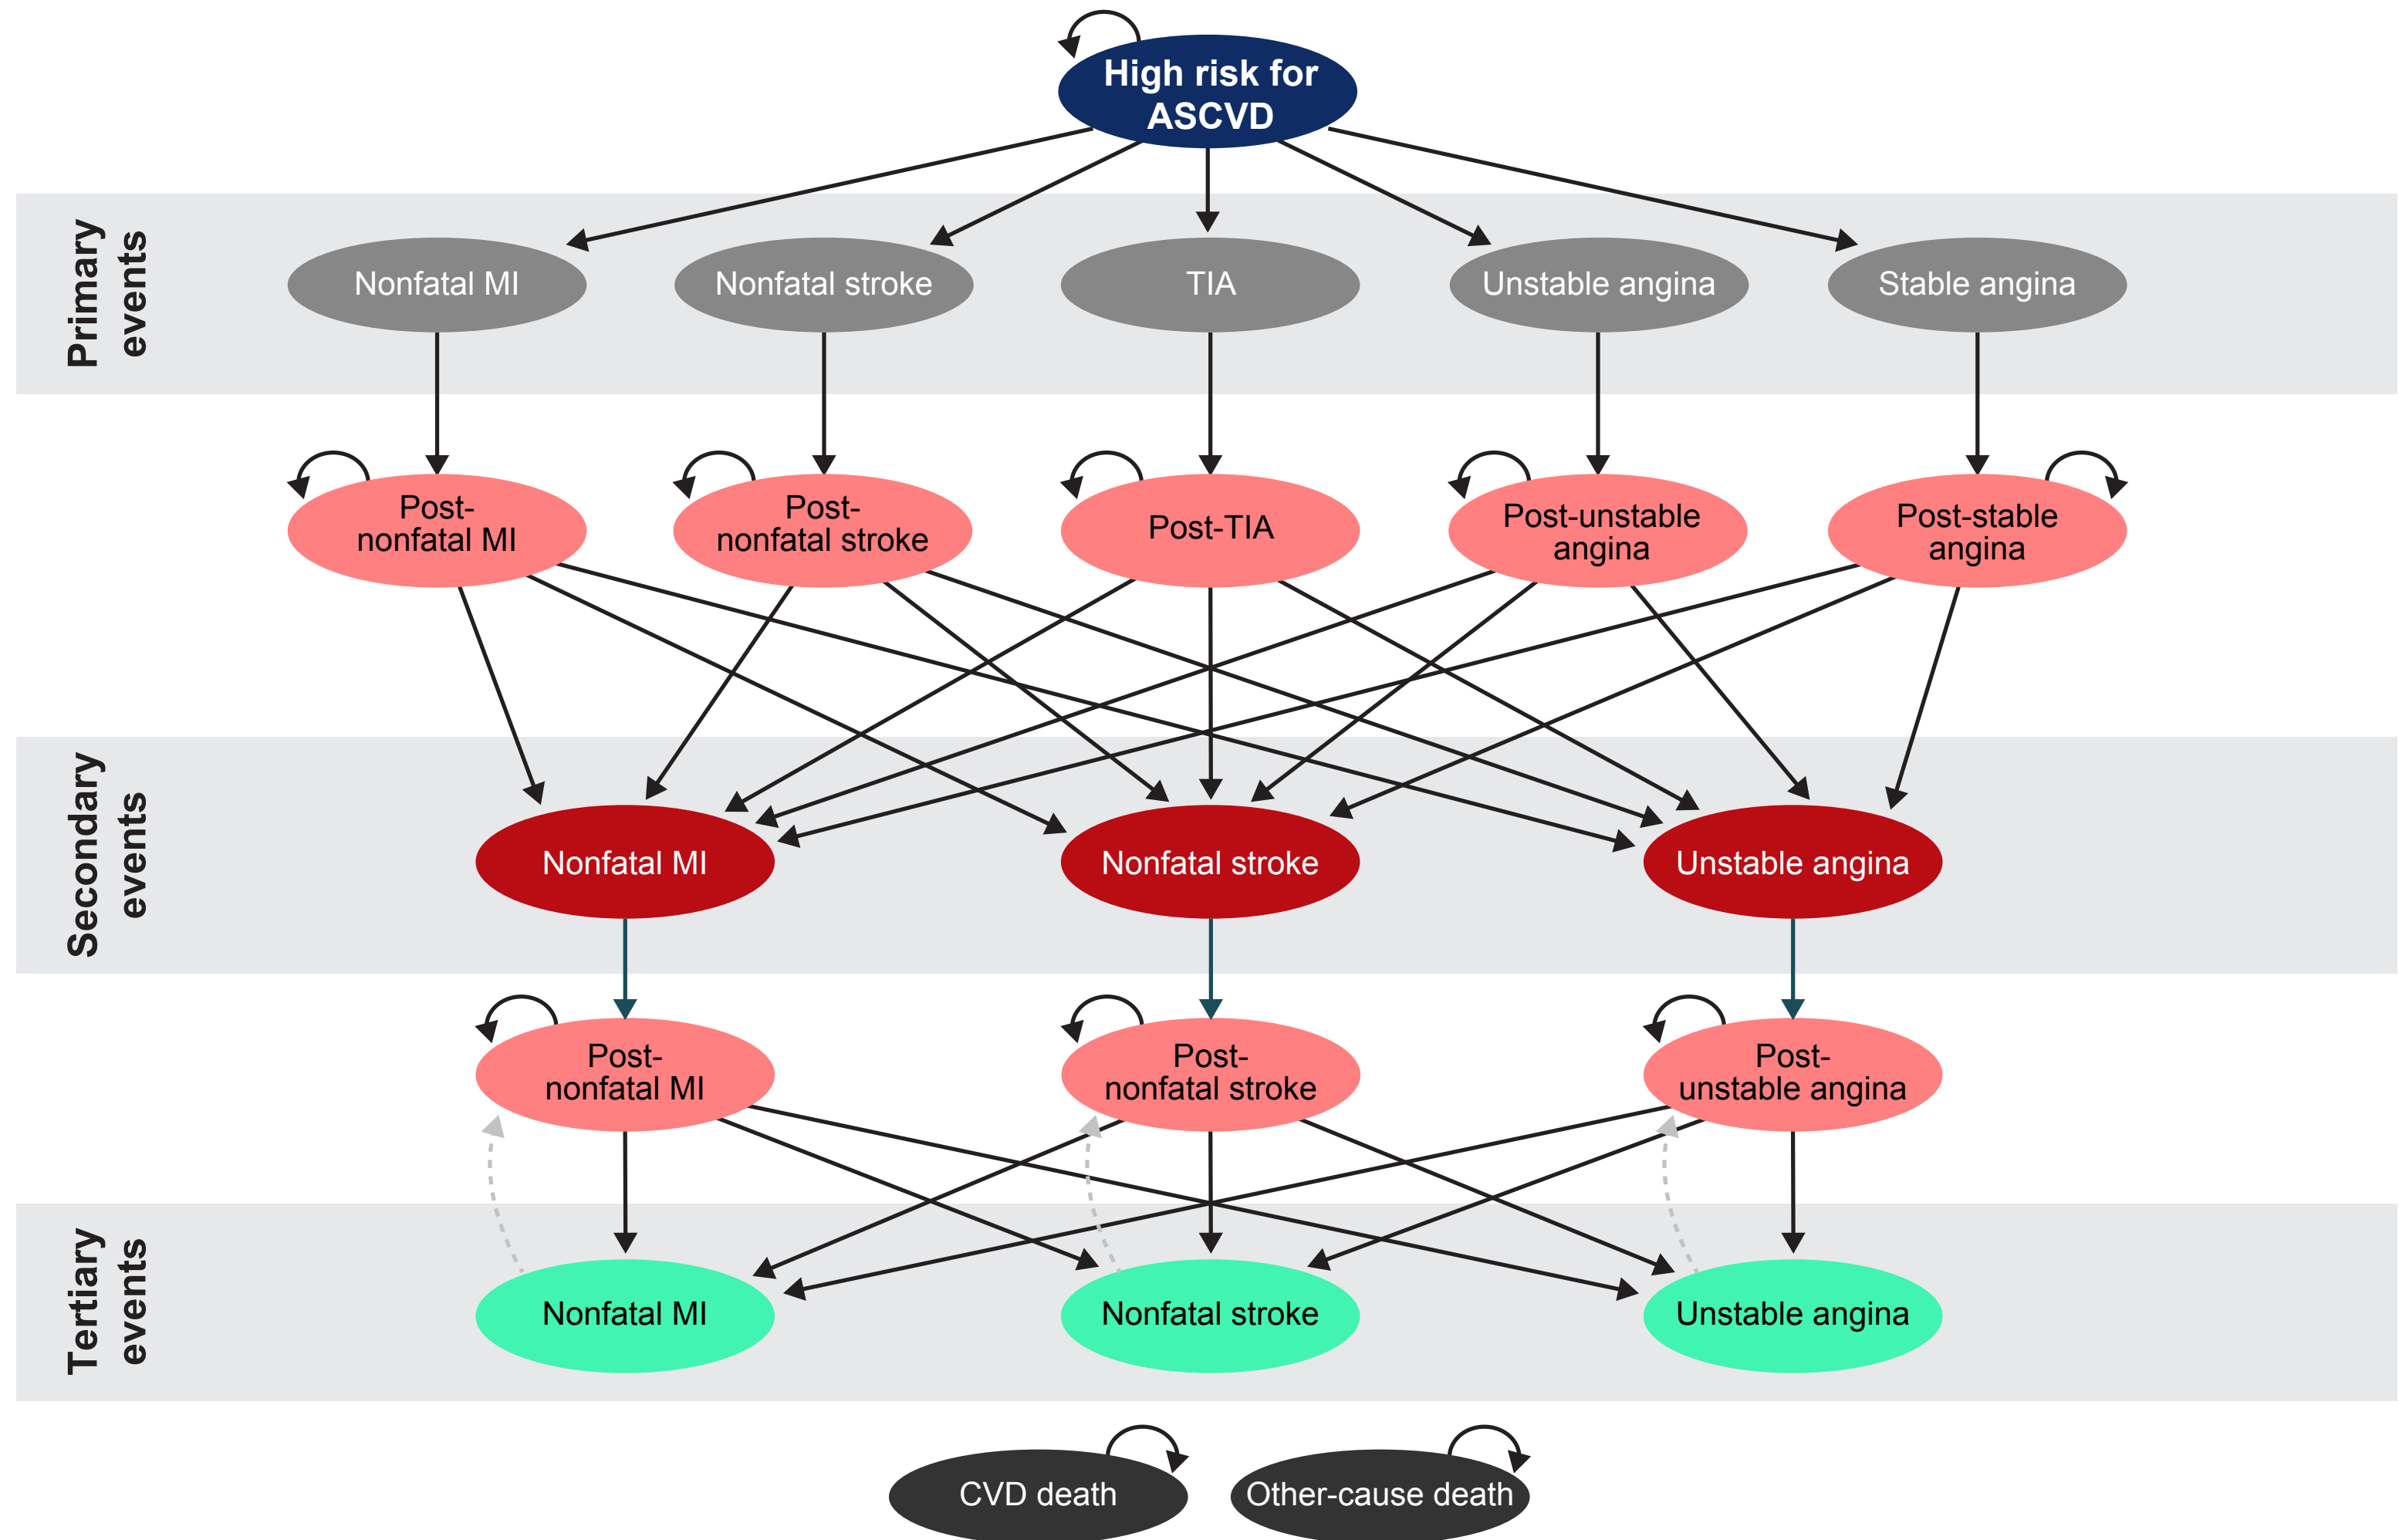 High risk for
ASCVD
Primary
events
Nonfatal MI
Nonfatal stroke
TIA
Unstable angina
Stable angina
Post-
nonfatal MI
Post-
nonfatal stroke
Post-TIA
Post-unstable
angina
Post-stable
angina
Secondary
events
Nonfatal MI
Nonfatal stroke
Unstable angina
Post-
nonfatal MI
Post-
nonfatal stroke
Post-
unstable angina
Tertiary
events
Nonfatal MI
Nonfatal stroke
Unstable angina
CVD death
Other-cause death